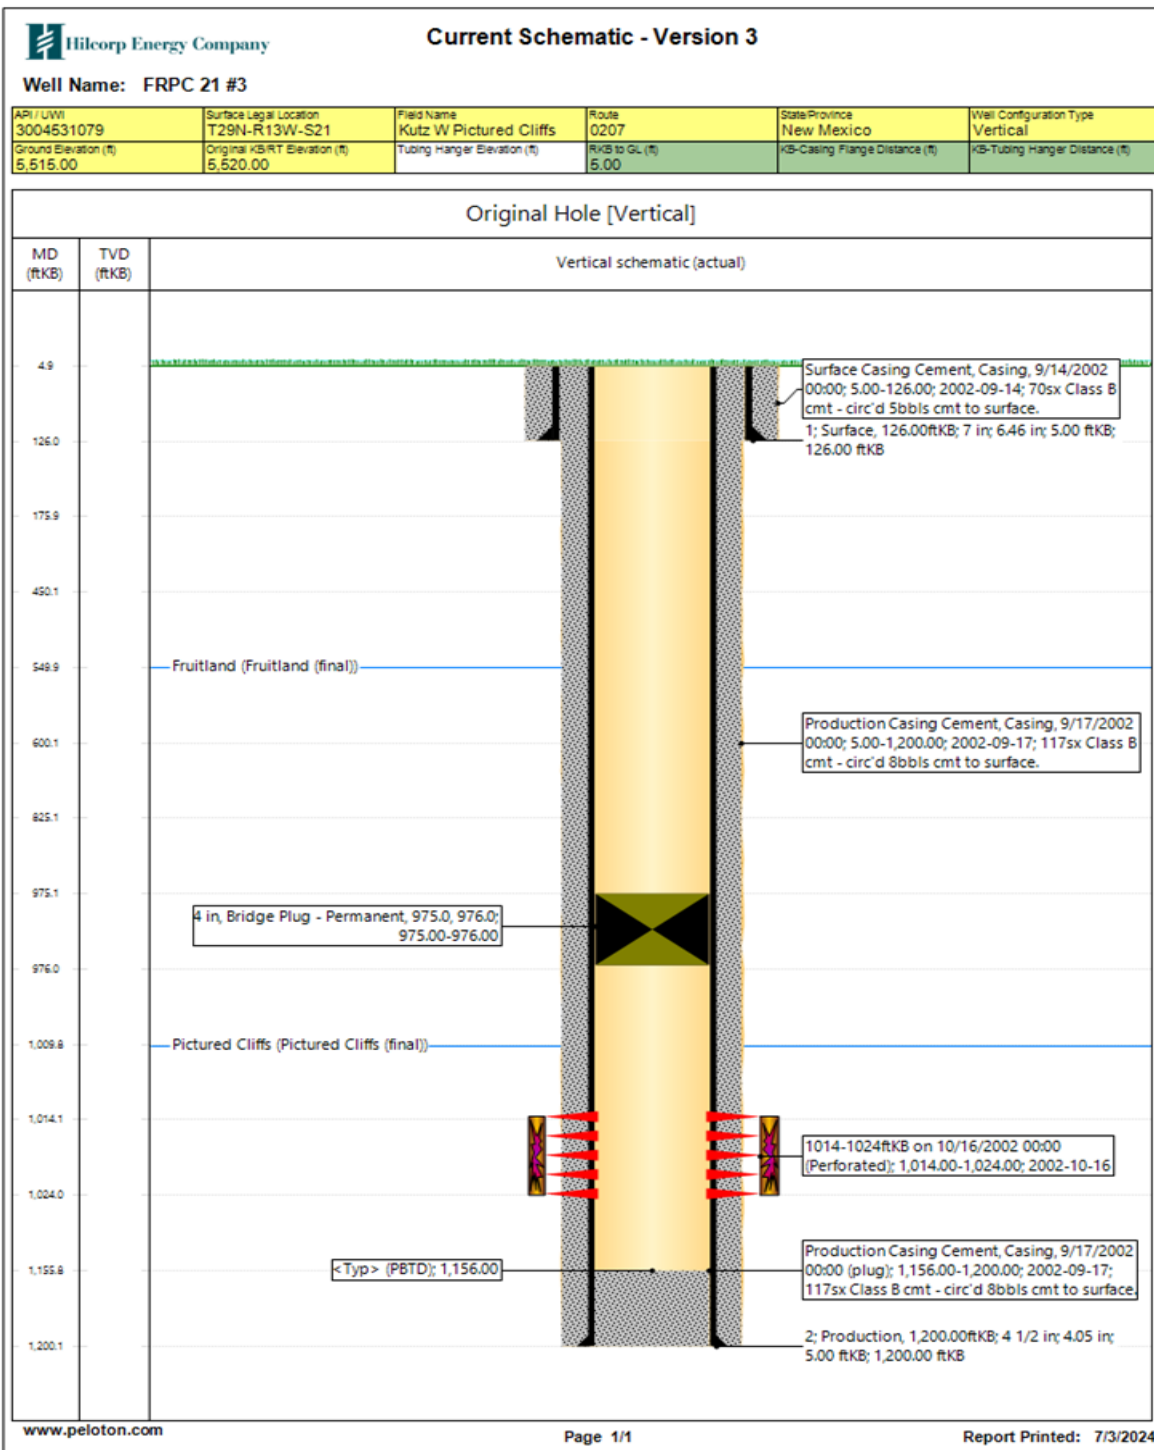 Hilcorp Energy Company
Current Schematic - Version 3
Well Name: FRPC 21 #3
API / UWI
3004531079
Surface Legal Location
T29N-R13W-S21
Field Name
Kutz W Pictured Cliffs
Route
0207
State/Province
New Mexico
Well Configuration Type
Vertical
Ground Elevation (ft)
5,515.00
Original KB/RT Elevation (ft)
5,520.00
Tubing Hanger Elevation (ft)
RKB to GL (ft)
5.00
KB-Casing Flange Distance (ft)
KB-Tubing Hanger Distance (ft)
Original Hole [Vertical]
MD
(ftKB)
TVD
(ftKB)
Vertical schematic (actual)
4.9
Surface Casing Cement, Casing, 9/14/2002
00:00; 5.00-126.00; 2002-09-14; 70sx Class B
cmt - circ'd 5bbls cmt to surface.
1; Surface, 126.00ftKB; 7 in; 6.46 in; 5.00 ftKB;
126.00 ftKB
126.0
175.9
450.1
549.9
Fruitland (Fruitland (final))
Production Casing Cement, Casing, 9/17/2002
00:00; 5.00-1,200.00; 2002-09-17; 117sx Class B
cmt - circ'd 8bbls cmt to surface.
600.1
825.1
975.1
4 in, Bridge Plug - Permanent, 975.0, 976.0;
975.00-976.00
976.0
1,009.8
Pictured Cliffs (Pictured Cliffs (final))
1,014.1
1014-1024ftKB on 10/16/2002 00:00
(Perforated); 1,014.00-1,024.00; 2002-10-16
1,024.0
<Typ> (PBTD); 1,156.00
1,155.8
Production Casing Cement, Casing, 9/17/2002
00:00 (plug); 1,156.00-1,200.00; 2002-09-17;
117sx Class B cmt - circ'd 8bbls cmt to surface.
2; Production, 1,200.00ftKB; 4 1/2 in; 4.05 in;
5.00 ftKB; 1,200.00 ftKB
1,200.1
www.peloton.com
Page 1/1
Report Printed: 7/3/2024